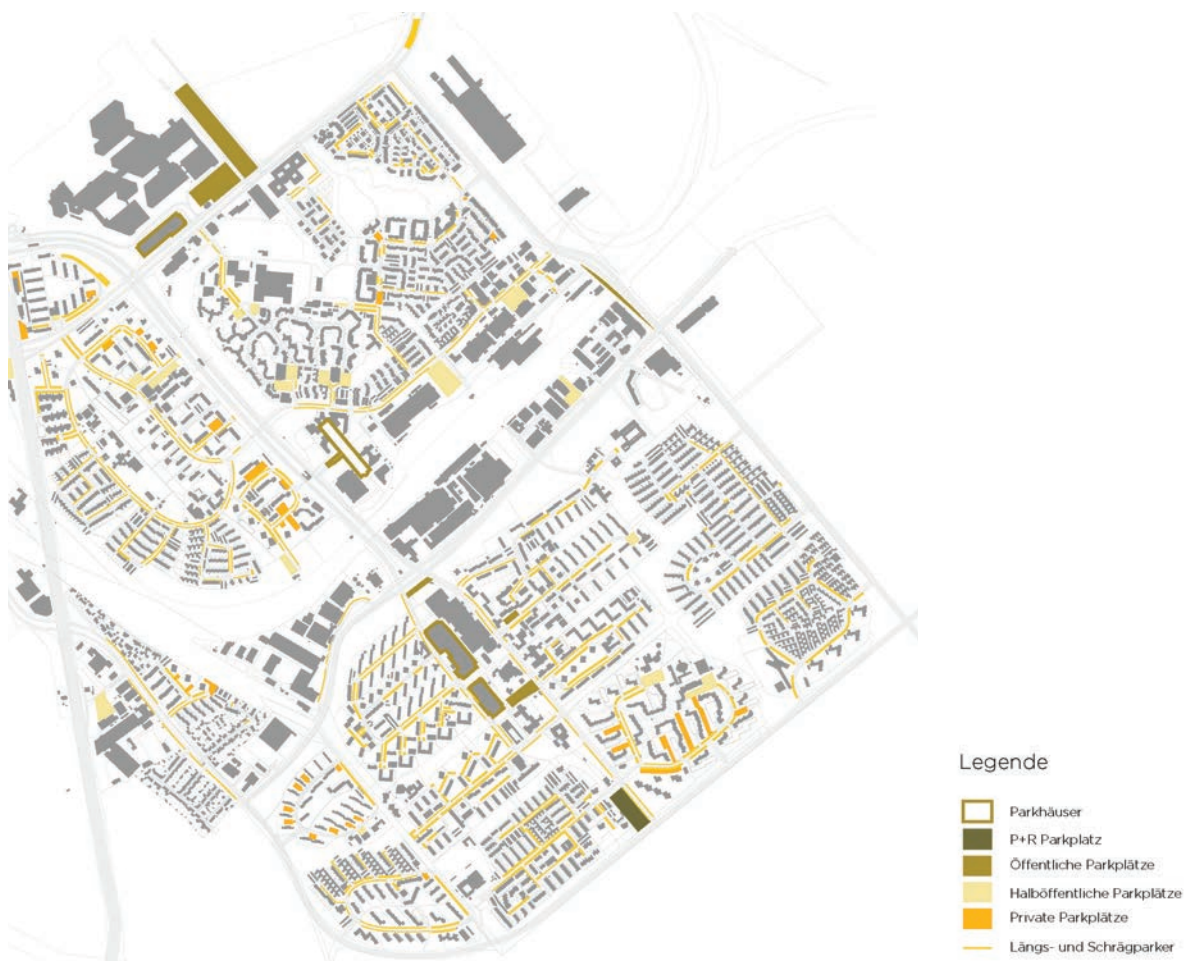 Legende
Parkhäuser
P+R Parkplatz
Öffentliche Parkplätze
Halböffentliche Parkplätze
Private Parkplätze
Längs- und Schrägparker